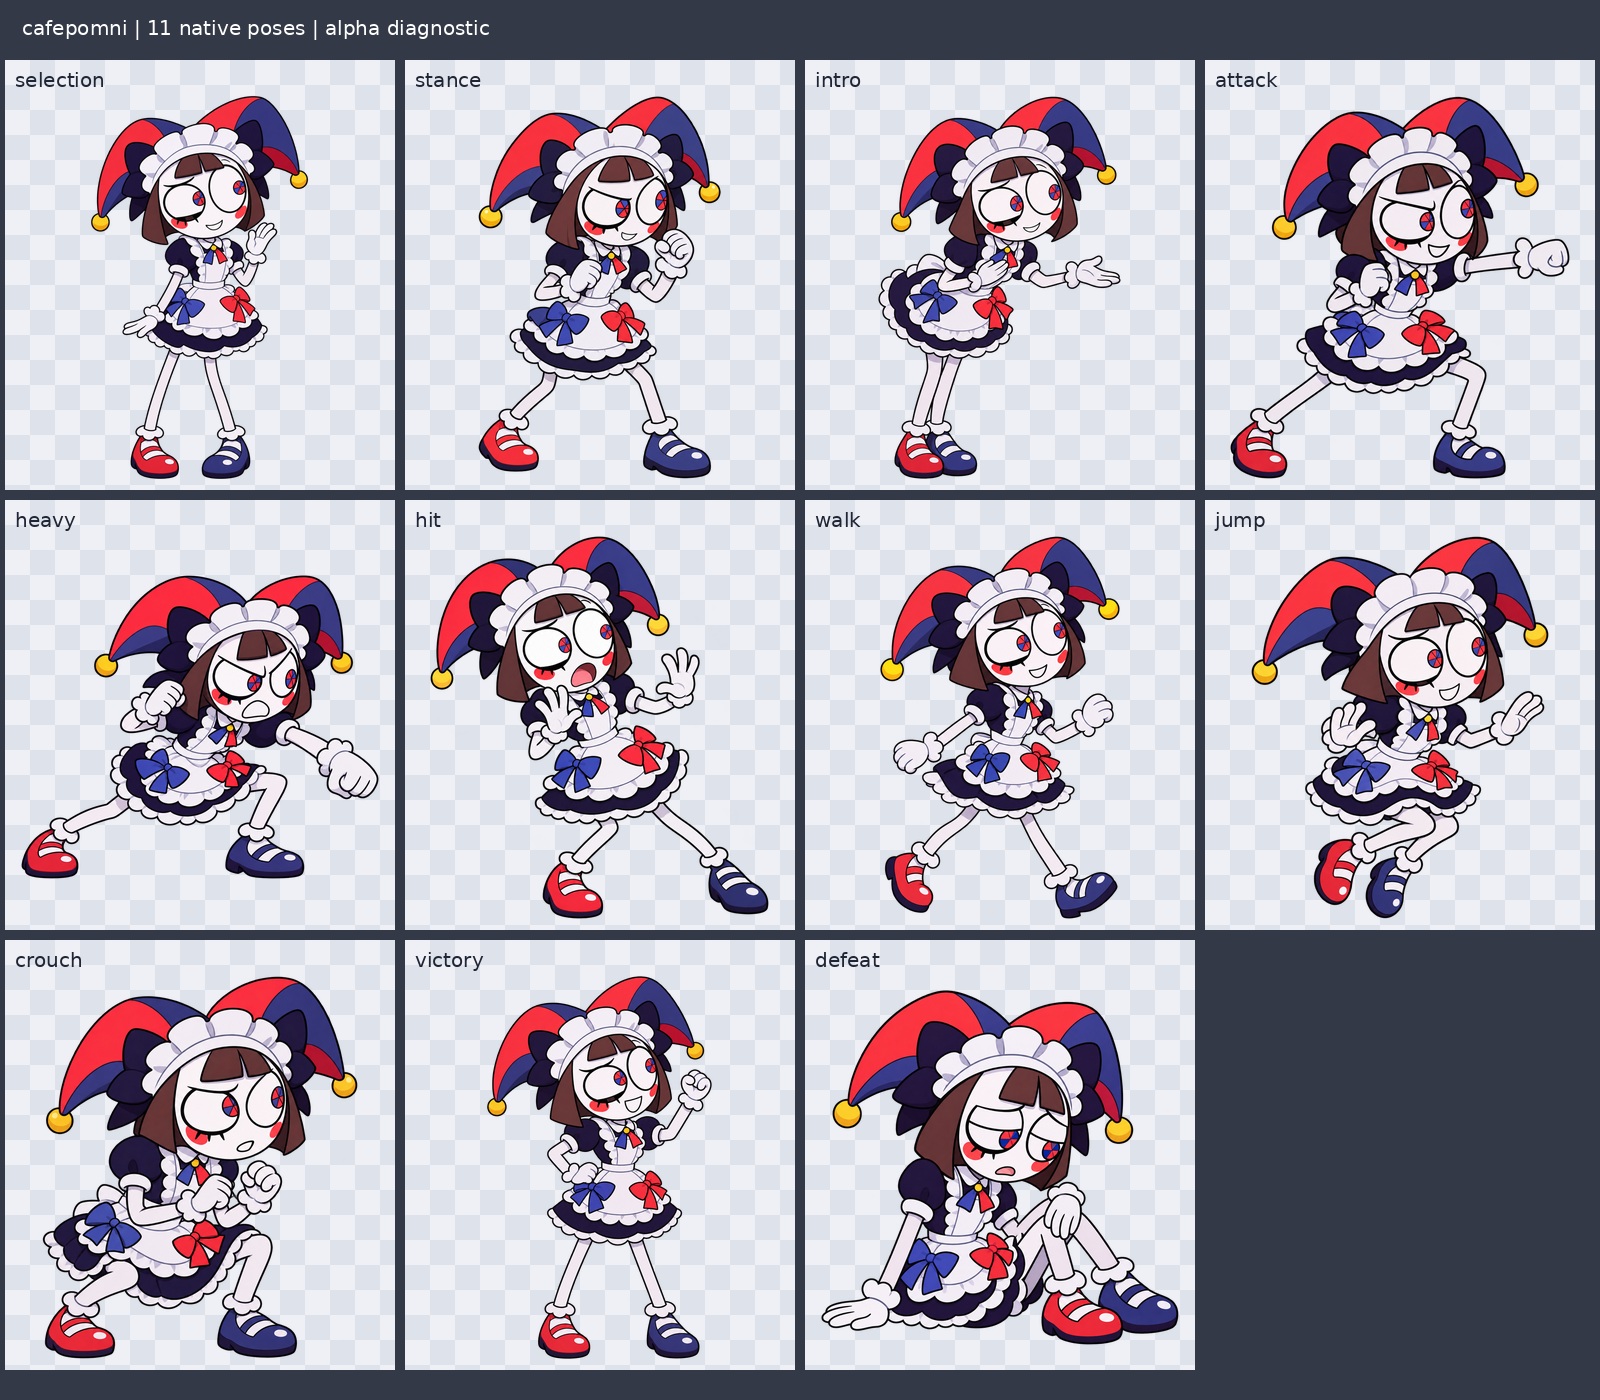 cafepomni | 11 native poses | alpha diagnostic
selection
stance
intro
attack
heavy
hit
walk
jump
crouch
victory
defeat